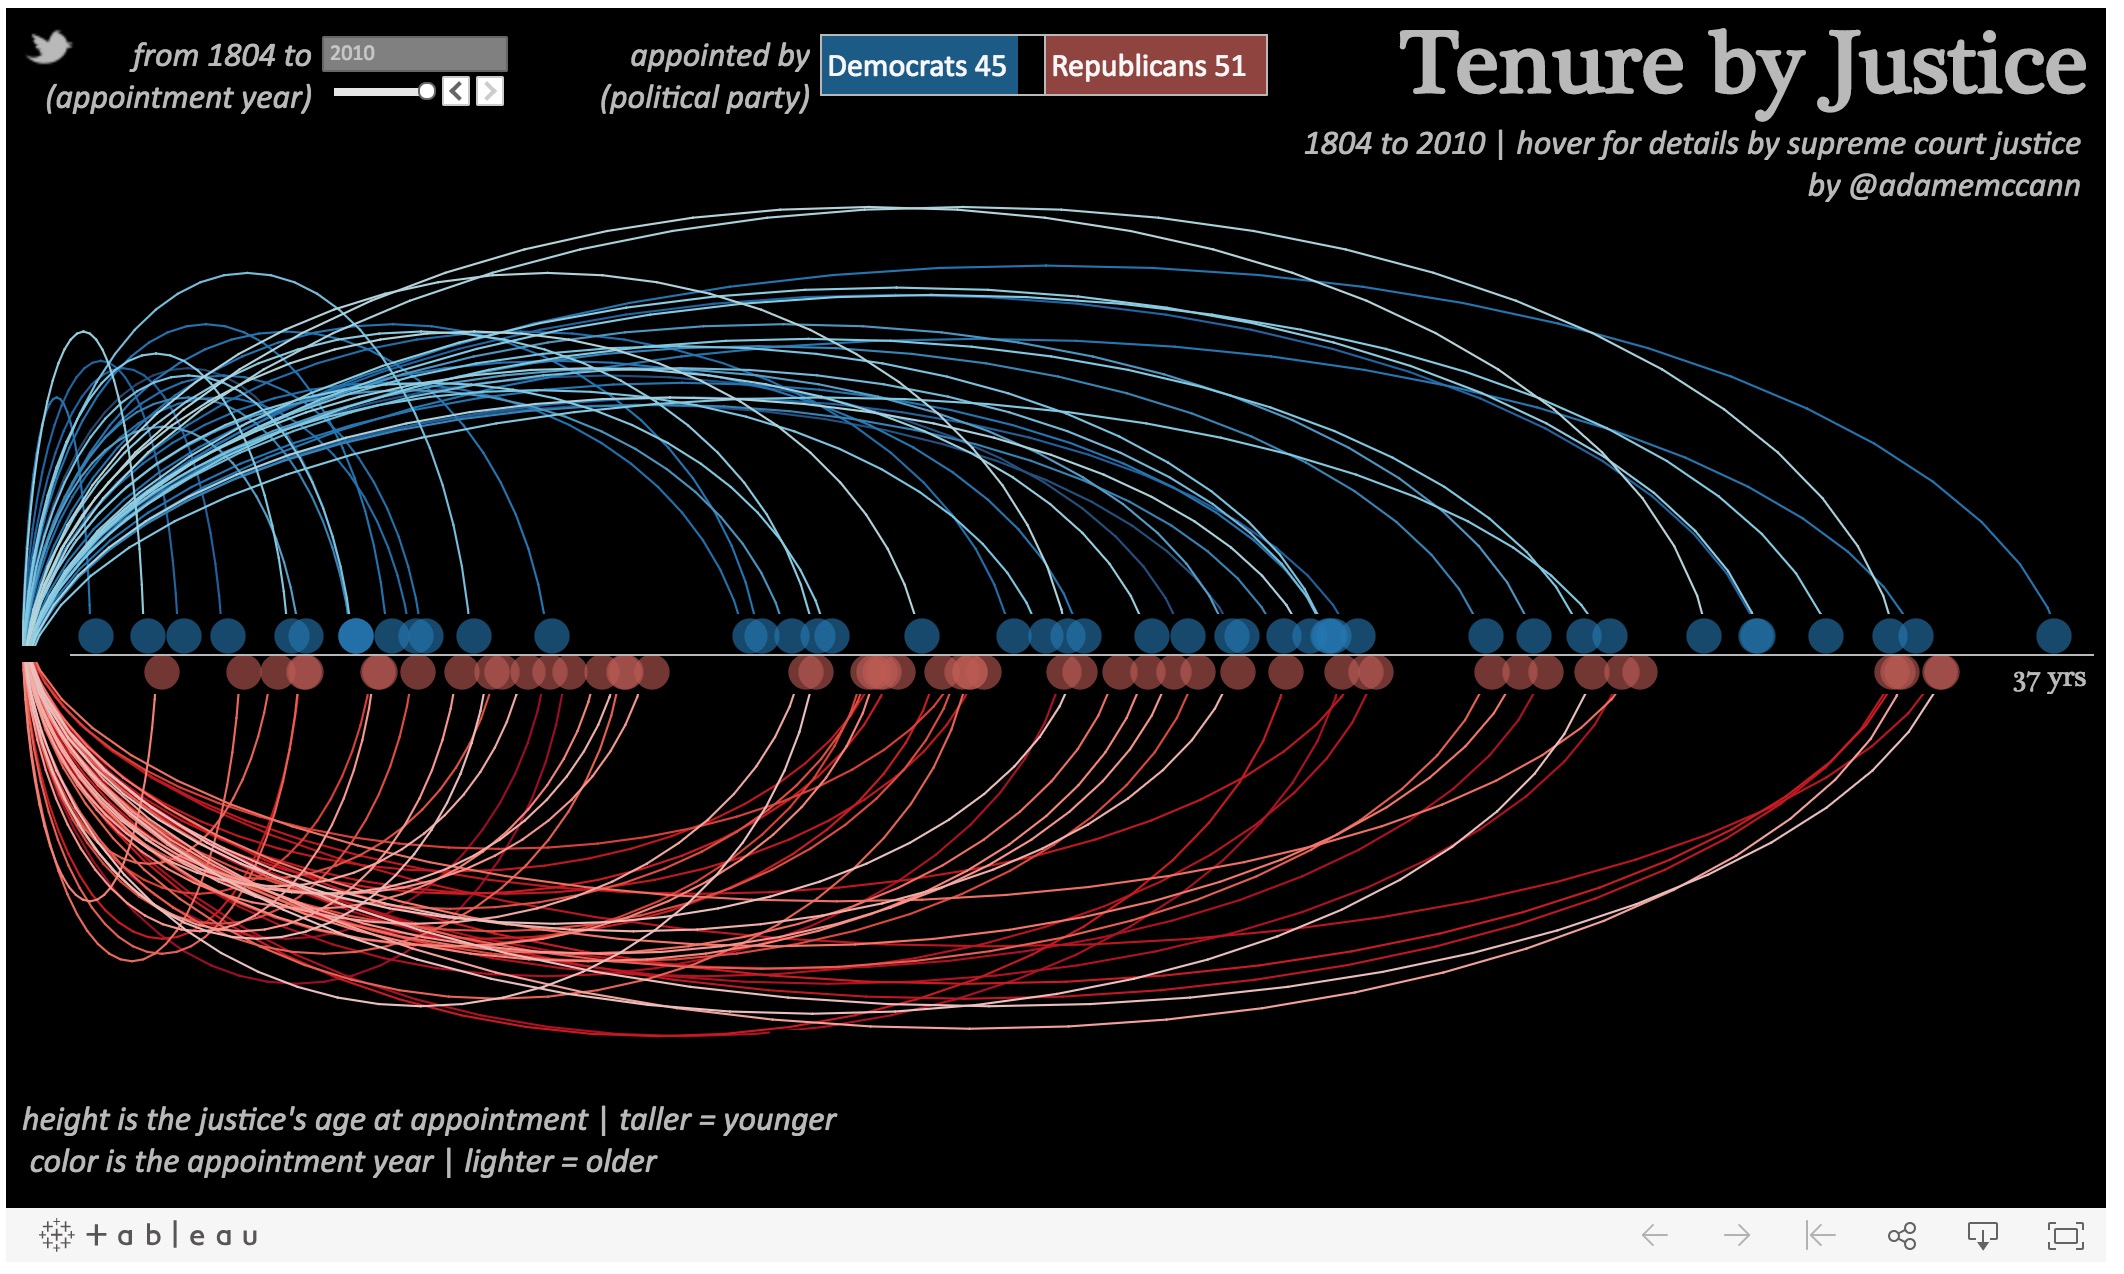 from 1804 to 2010
(appointment year)
appointed by
(political party)
Democrats 45
Republicans 51
Tenure by Justice
1804 to 2010 | hover for details by supreme court justice
by @adamemccann
37 yrs
height is the justice's age at appointment | taller = younger
color is the appointment year | lighter = older
+ableau